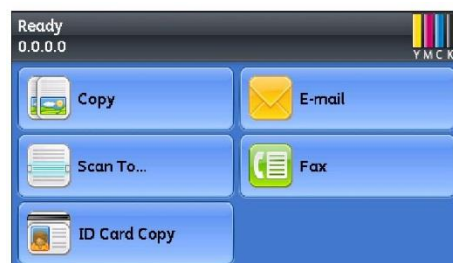 Ready
0.0.0.0
Y M C K
Copy
E-mail
Scan To...
Fax
ID Card Copy